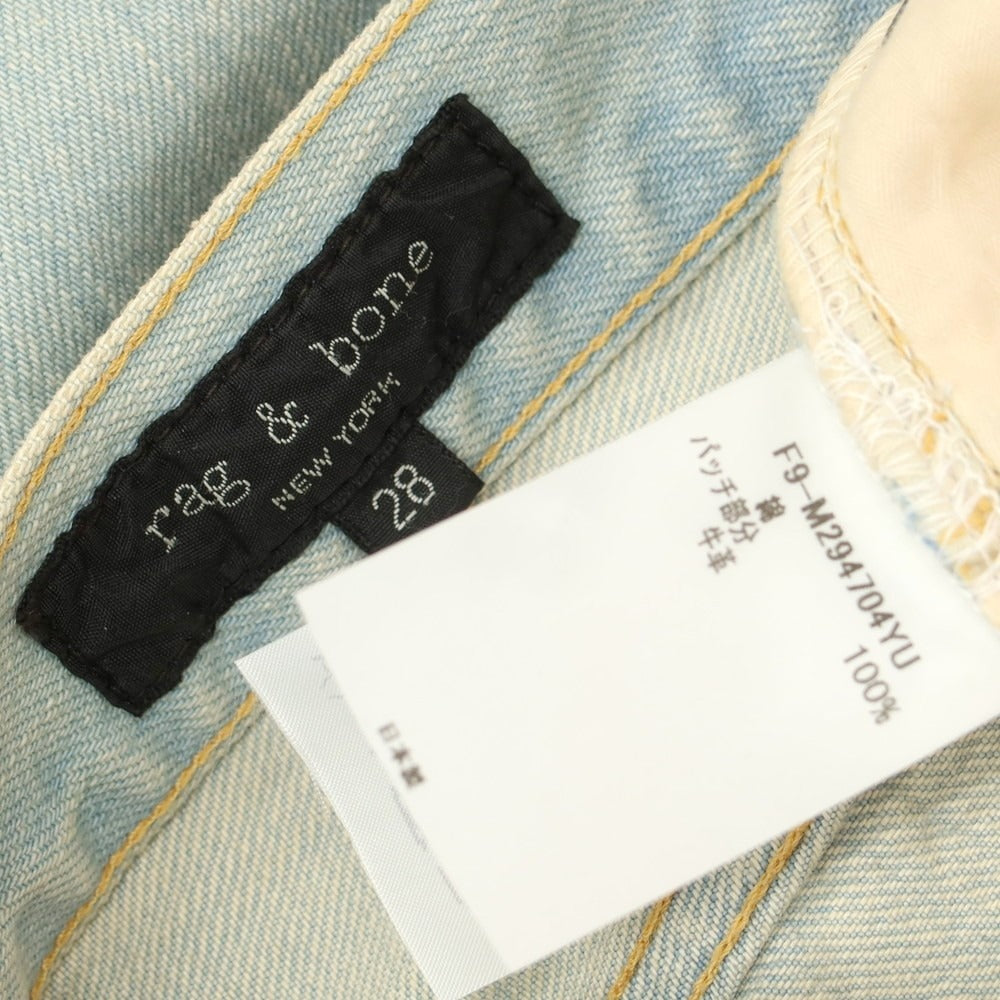 rag & bone
NEW YORK
28
F9-M294704YU
綿 100%
パッチ部分
牛革
日本製